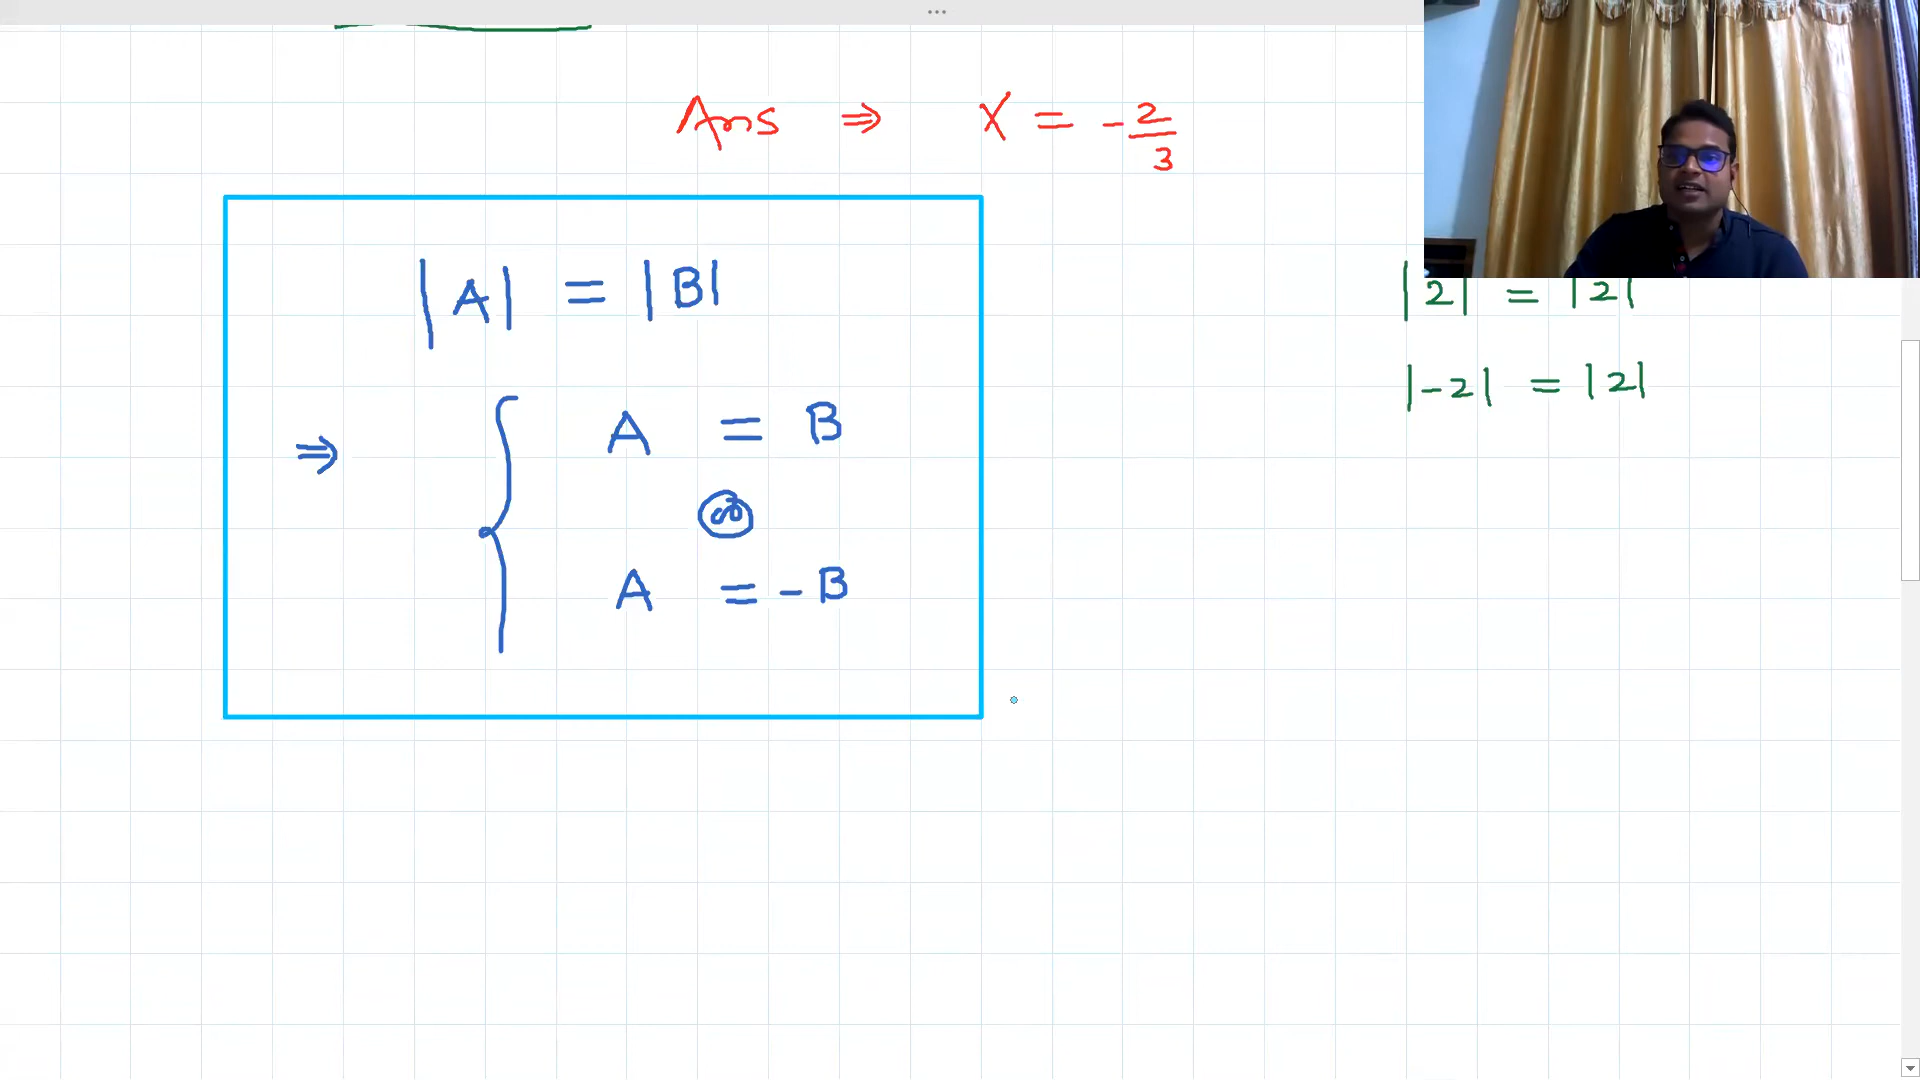 Ans ⇒ X = -2/3
|A| = |B|
⇒ { A = B
or
A = -B
|2| = |2|
|-2| = |2|